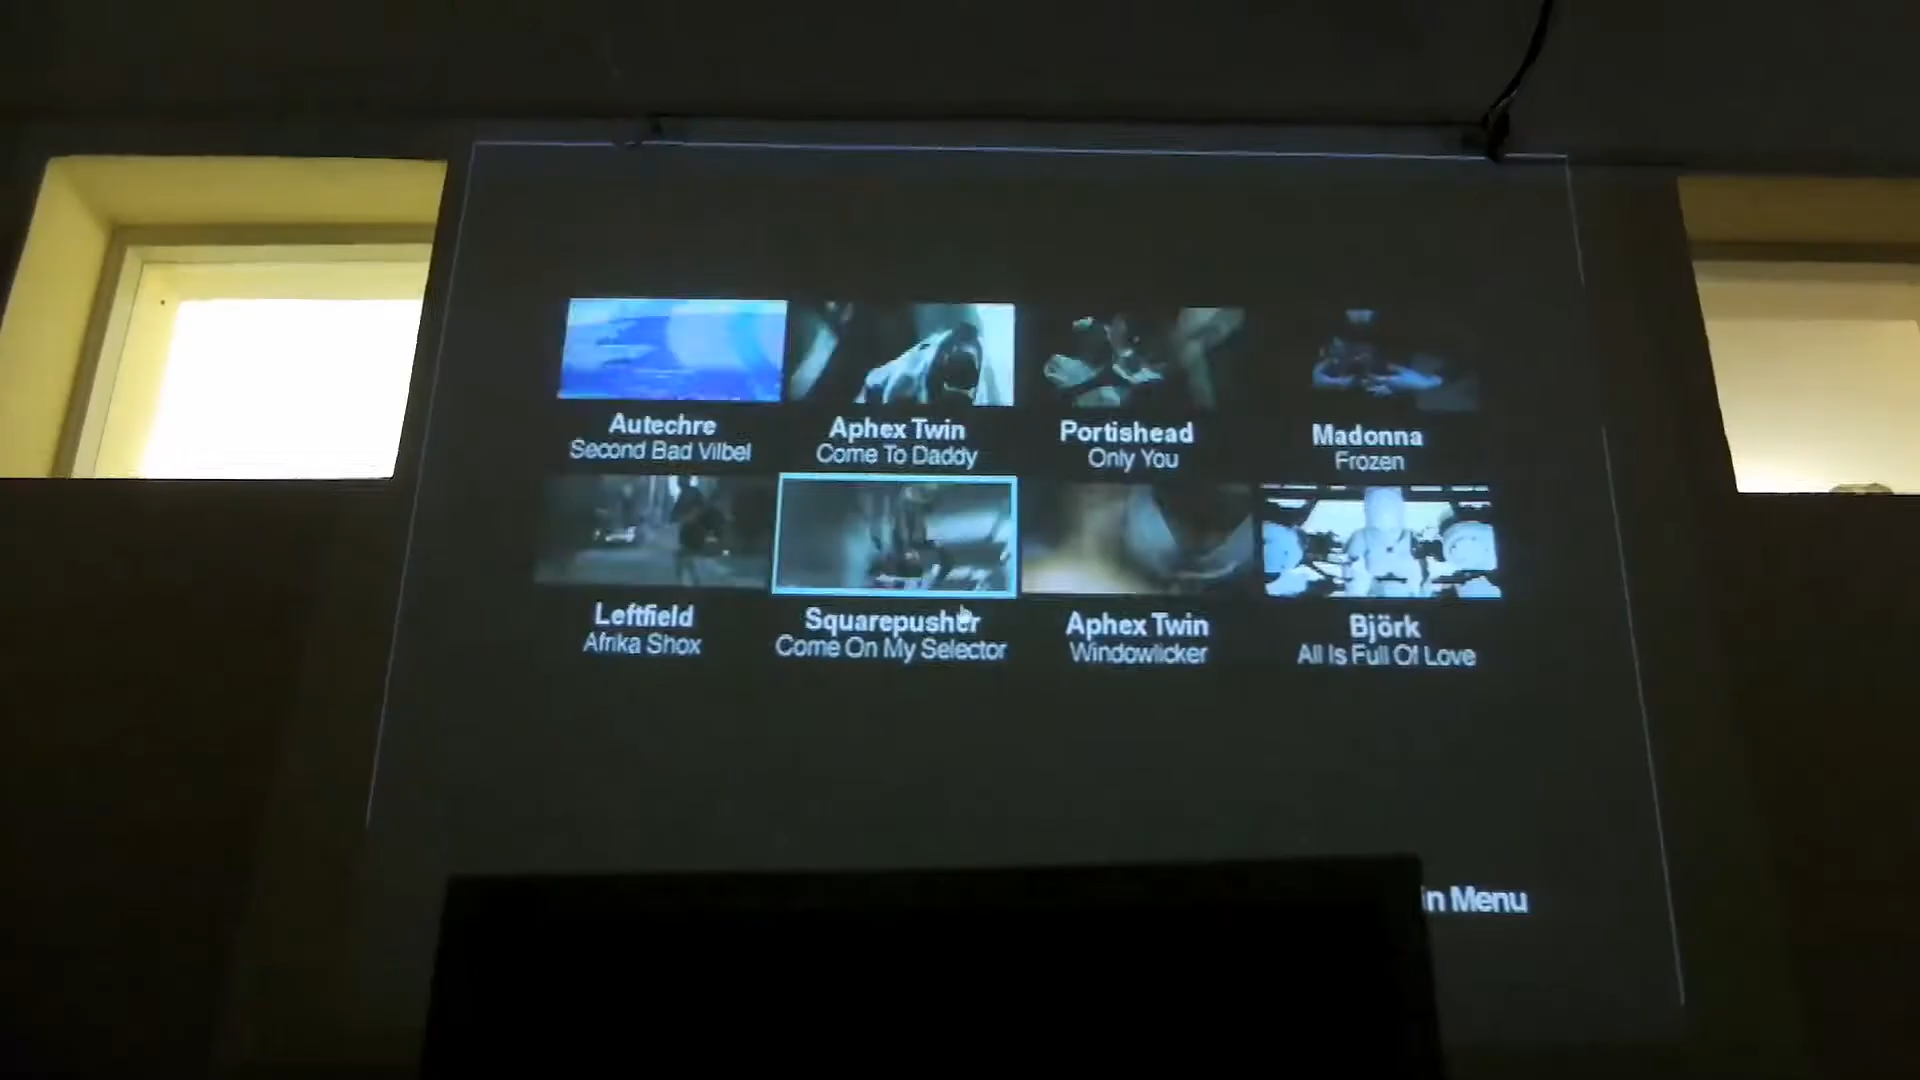 Autechre
Second Bad Vilbel
Aphex Twin
Come To Daddy
Portishead
Only You
Madonna
Frozen
Leftfield
Afrika Shox
Squarepusher
Come On My Selector
Aphex Twin
Windowlicker
Björk
All Is Full Of Love
in Menu